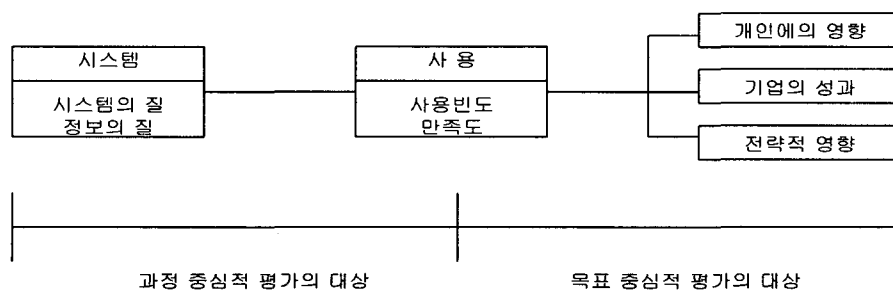 시스템
시스템의 질
정보의 질
사 용
사용빈도
만족도
개인에의 영향
기업의 성과
전략적 영향
과정 중심적 평가의 대상
목표 중심적 평가의 대상